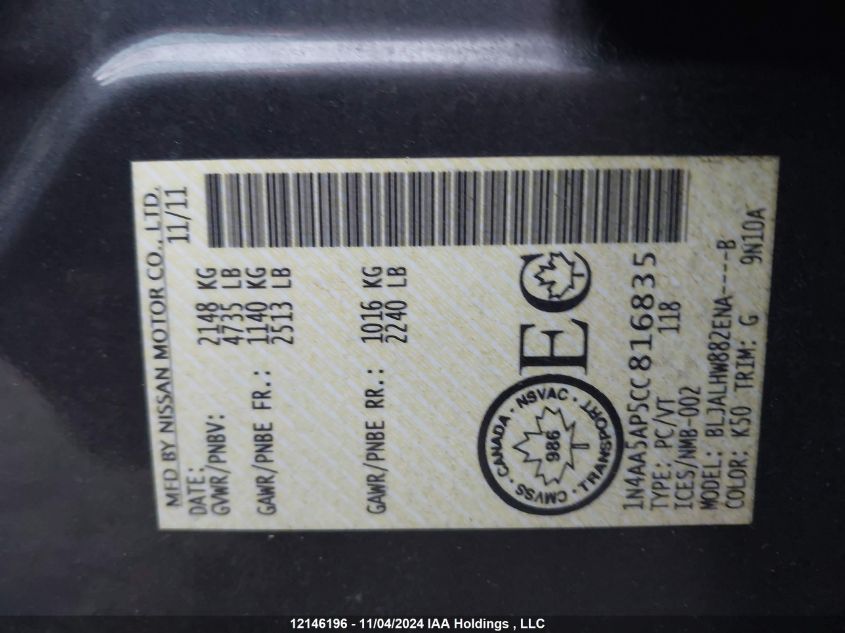 MFD BY NISSAN MOTOR CO., LTD.
DATE: 11/11
GVWR/PNBV: 2148 KG
4735 LB
GAWR/PNBE FR.: 1140 KG
2513 LB
GAWR/PNBE RR.: 1016 KG
2240 LB
CANADA · NSVAC · TRANSPORT · CMVSS ·
986
EC
1N4AA5AP5CC816835
TYPE: PC/VT 118
ICES/NMB-002
MODEL: BLJALHW882ENA----B
COLOR: K50 TRIM: G 9N10A
12146196 - 11/04/2024 IAA Holdings , LLC